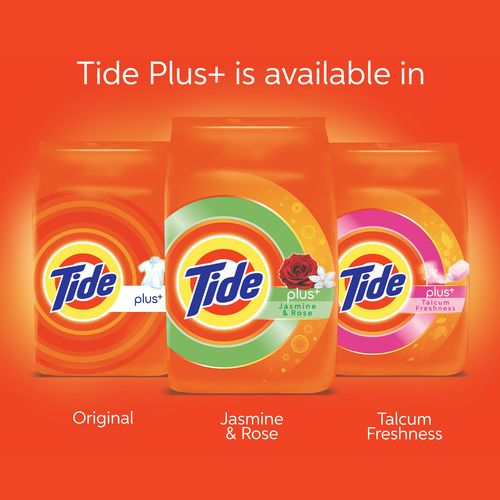 Tide Plus+ is available in
Tide
plus+
Tide
plus+
Jasmine
& Rose
Tide
plus+
Talcum
Freshness
Original
Jasmine
& Rose
Talcum
Freshness